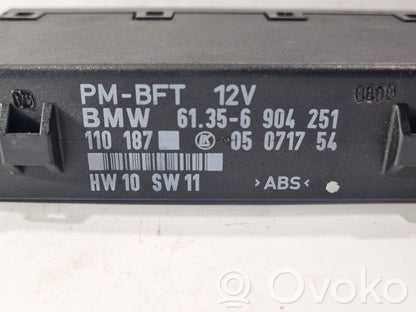 PM-BFT 12V
BMW 61.35-6 904 251
110 187 LK 05 0717 54
HW 10 SW 11 >ABS<
OVOKO